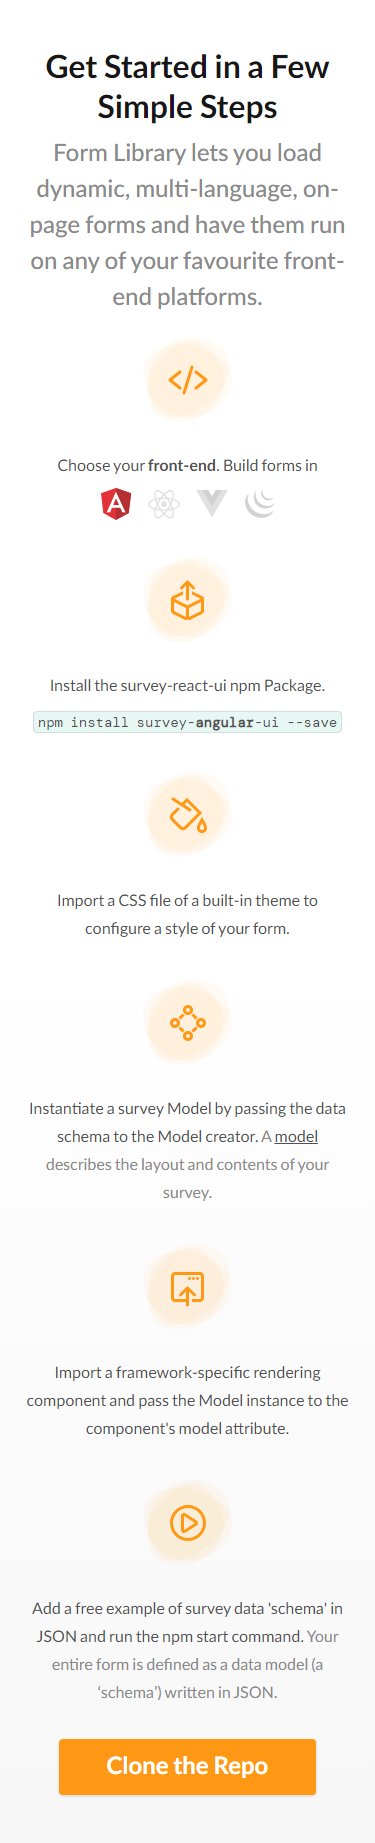 Get Started in a Few
Simple Steps
Form Library lets you load
dynamic, multi-language, on-
page forms and have them run
on any of your favourite front-
end platforms.
Choose your front-end. Build forms in
Install the survey-react-ui npm Package.
npm install survey-angular-ui --save
Import a CSS file of a built-in theme to
configure a style of your form.
Instantiate a survey Model by passing the data
schema to the Model creator. A model
describes the layout and contents of your
survey.
Import a framework-specific rendering
component and pass the Model instance to the
component's model attribute.
Add a free example of survey data 'schema' in
JSON and run the npm start command. Your
entire form is defined as a data model (a
‘schema’) written in JSON.
Clone the Repo